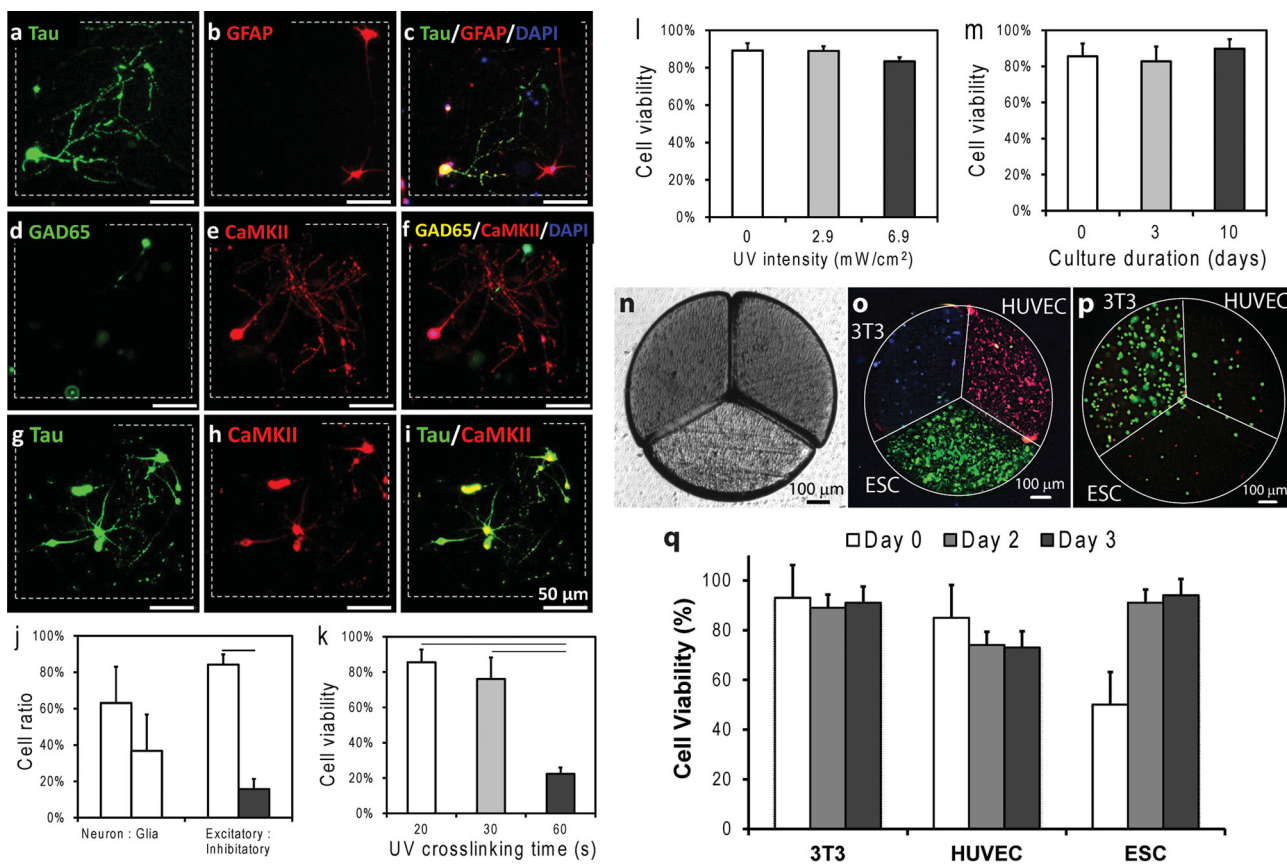 a Tau
b GFAP
c Tau/GFAP/DAPI
d GAD65
e CaMKII
f GAD65/CaMKII/DAPI
g Tau
h CaMKII
i Tau/CaMKII
50 µm
j
Cell ratio
100%
80%
60%
40%
20%
0%
Neuron : Glia
Excitatory :
Inhibitatory
k
Cell viability
100%
80%
60%
40%
20%
0%
20 30 60
UV crosslinking time (s)
l
Cell viability
100%
80%
60%
40%
20%
0%
0 2.9 6.9
UV intensity (mW/cm²)
m
Cell viability
100%
80%
60%
40%
20%
0%
0 3 10
Culture duration (days)
n
100 µm
o
HUVEC
3T3
ESC
100 µm
p
3T3
HUVEC
ESC
100 µm
q
Day 0 Day 2 Day 3
Cell Viability (%)
100
80
60
40
20
0
3T3 HUVEC ESC